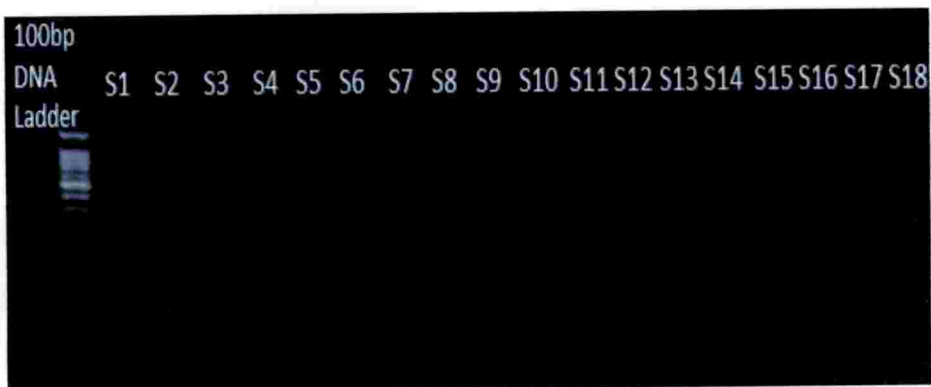 100bp
DNA
Ladder
S1 S2 S3 S4 S5 S6 S7 S8 S9 S10 S11 S12 S13 S14 S15 S16 S17 S18